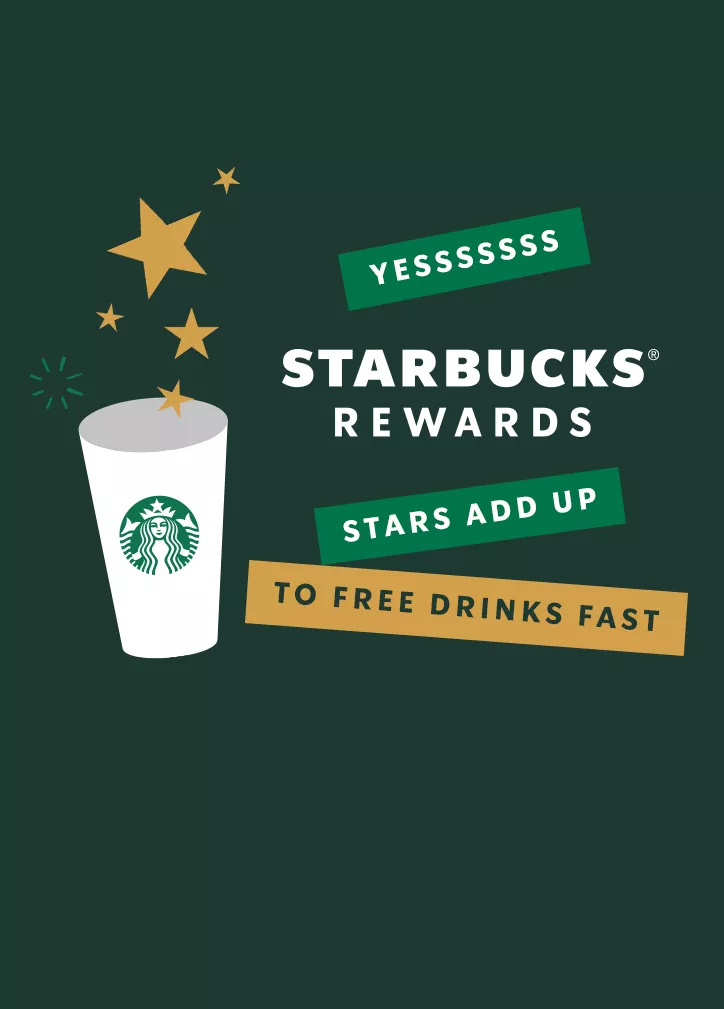 YESSSSSSS
STARBUCKS®
REWARDS
STARS ADD UP
TO FREE DRINKS FAST